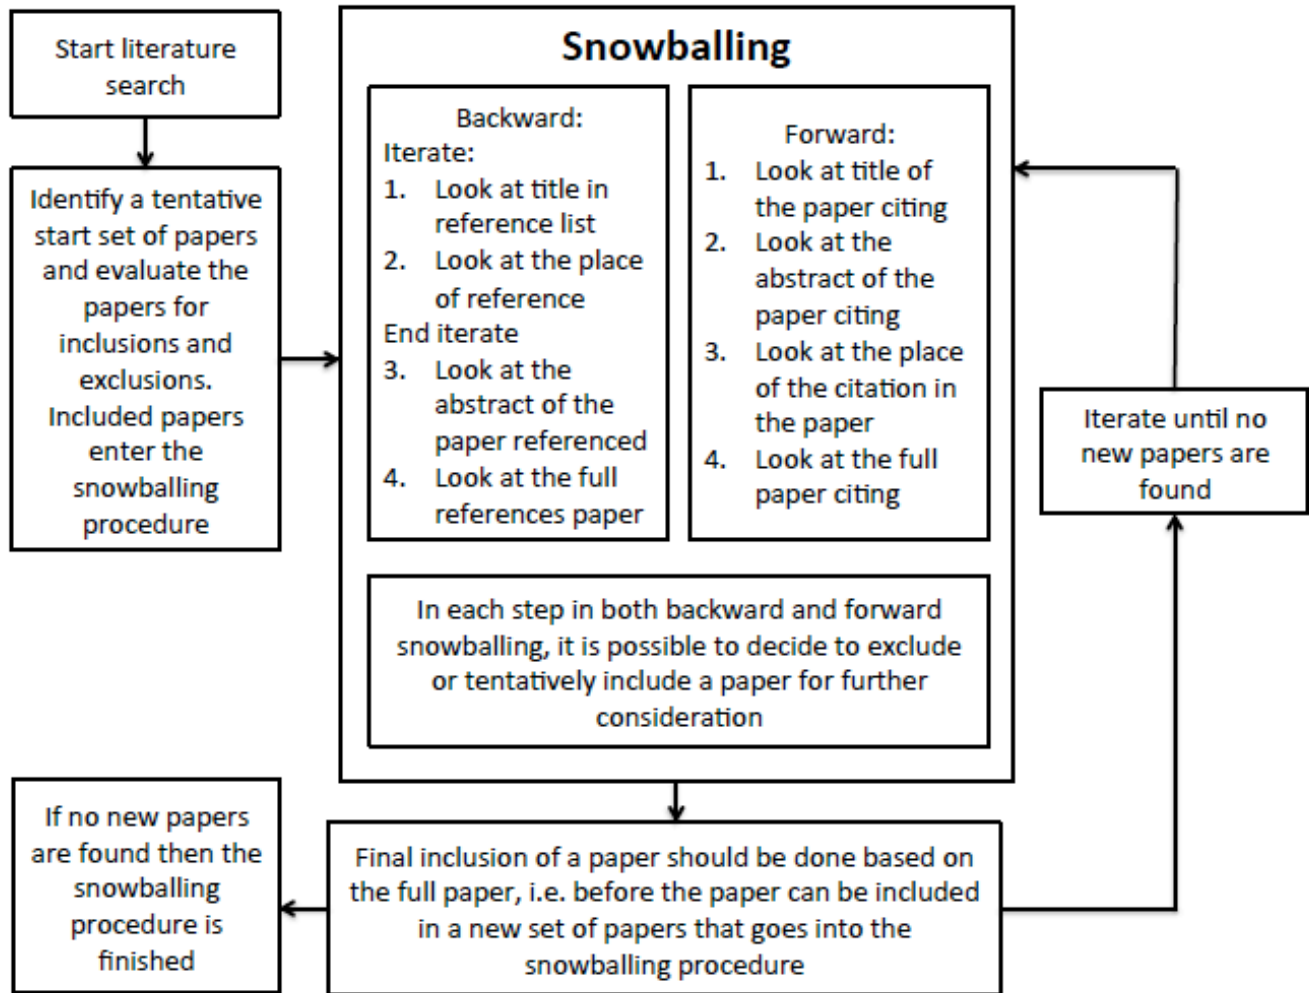 Start literature
search
Identify a tentative
start set of papers
and evaluate the
papers for
inclusions and
exclusions.
Included papers
enter the
snowballing
procedure
Snowballing
Backward:
Iterate:
1. Look at title in
reference list
2. Look at the place
of reference
End iterate
3. Look at the
abstract of the
paper referenced
4. Look at the full
references paper
Forward:
1. Look at title of
the paper citing
2. Look at the
abstract of the
paper citing
3. Look at the place
of the citation in
the paper
4. Look at the full
paper citing
In each step in both backward and forward
snowballing, it is possible to decide to exclude
or tentatively include a paper for further
consideration
Iterate until no
new papers are
found
If no new papers
are found then the
snowballing
procedure is
finished
Final inclusion of a paper should be done based on
the full paper, i.e. before the paper can be included
in a new set of papers that goes into the
snowballing procedure